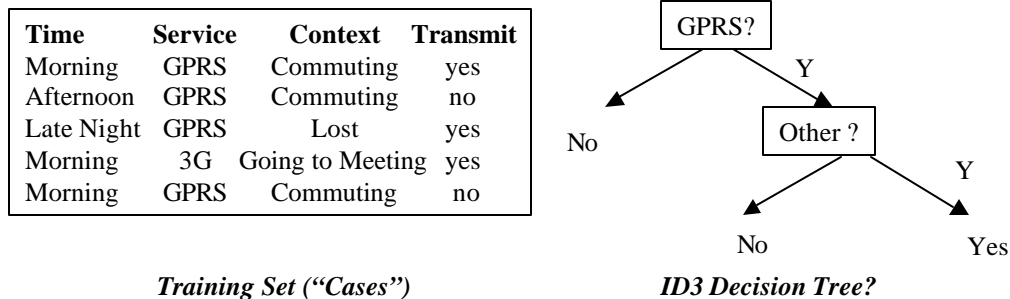 Time Service Context Transmit
Morning GPRS Commuting yes
Afternoon GPRS Commuting no
Late Night GPRS Lost yes
Morning 3G Going to Meeting yes
Morning GPRS Commuting no
Training Set (“Cases”)
GPRS?
Y
No
Other ?
Y
No
Yes
ID3 Decision Tree?